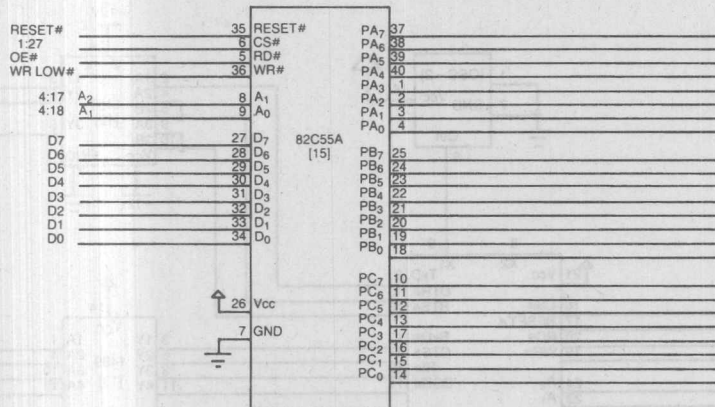 RESET# 35 RESET# PA7 37
1:27 6 CS# PA6 38
OE# 5 RD# PA5 39
WR LOW# 36 WR# PA4 40
PA3 1
4:17 A2 8 A1 PA2 2
4:18 A1 9 A0 PA1 3
PA0 4
D7 27 D7 82C55A
D6 28 D6 [15] PB7 25
D5 29 D5 PB6 24
D4 30 D4 PB5 23
D3 31 D3 PB4 22
D2 32 D2 PB3 21
D1 33 D1 PB2 20
D0 34 D0 PB1 19
PB0 18
PC7 10
PC6 11
26 Vcc PC5 12
PC4 13
7 GND PC3 17
PC2 16
PC1 15
PC0 14